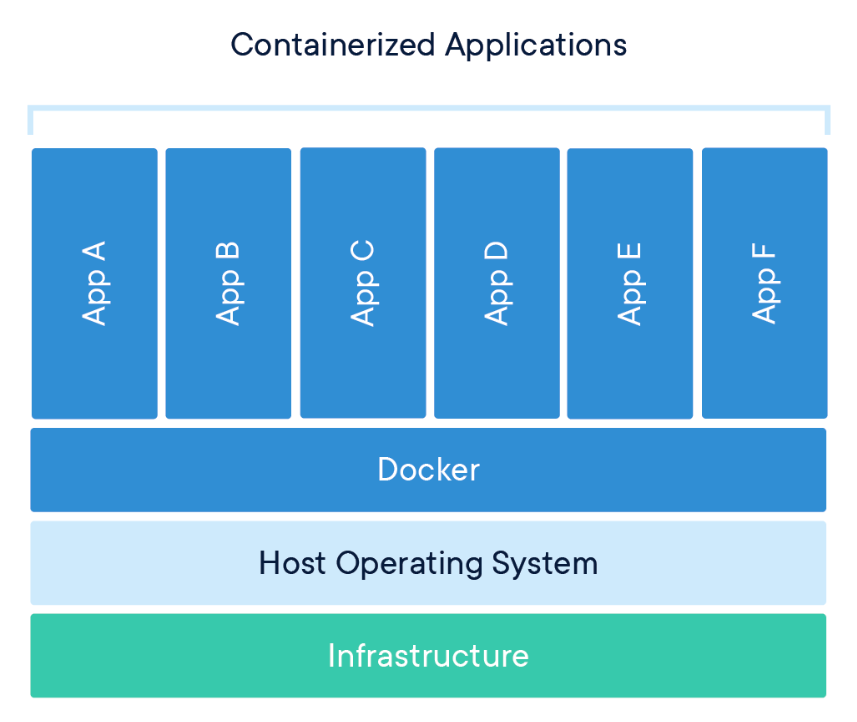 Containerized Applications
App A
App B
App C
App D
App E
App F
Docker
Host Operating System
Infrastructure